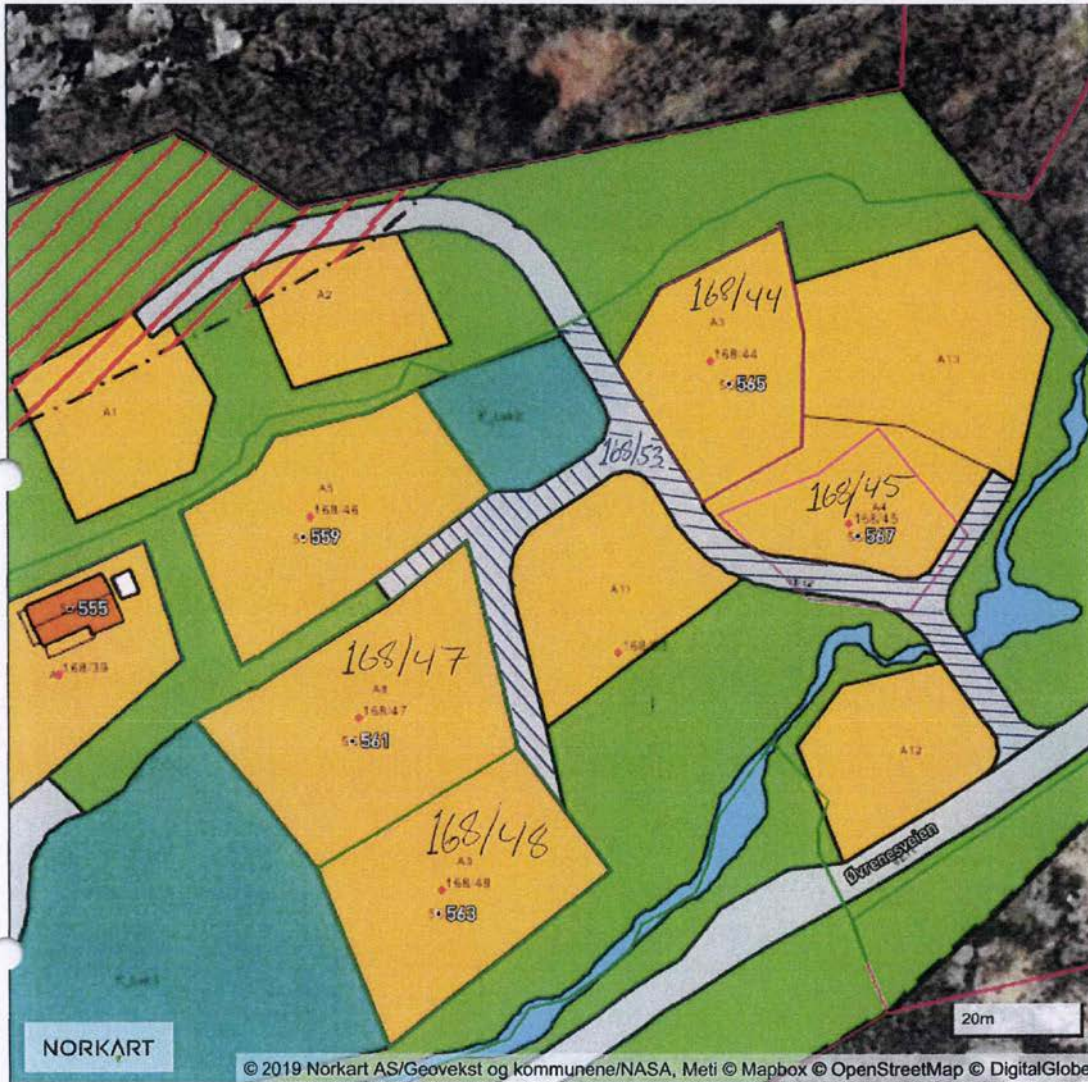 A2
168/44
A3
168/44
565
A13
A1
168/53
168/45
A4
168/45
567
A5
168/46
559
555
168/39
A11
168/47
A8
168/47
561
A12
168/48
168/48
563
Øvrenesveien
20m
NORKART
© 2019 Norkart AS/Geovekst og kommunene/NASA, Meti © Mapbox © OpenStreetMap © DigitalGlobe